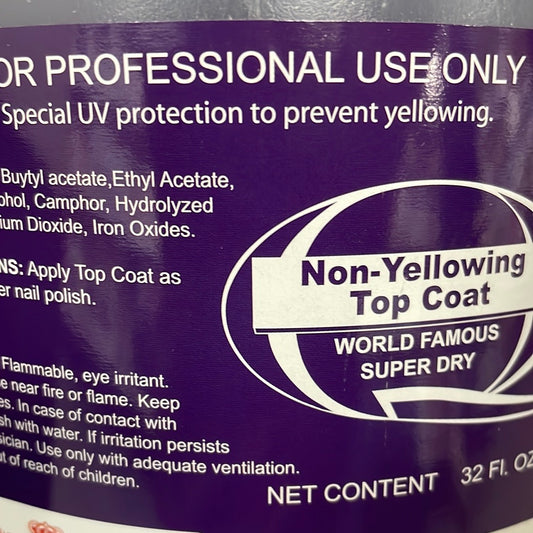 OR PROFESSIONAL USE ONLY
Special UV protection to prevent yellowing.
Buytyl acetate,Ethyl Acetate,
ohol, Camphor, Hydrolyzed
ium Dioxide, Iron Oxides.
NS: Apply Top Coat as
er nail polish.
Non-Yellowing
Top Coat
WORLD FAMOUS
SUPER DRY
Flammable, eye irritant.
e near fire or flame. Keep
es. In case of contact with
sh with water. If irritation persists
sician. Use only with adequate ventilation.
ut of reach of children.
NET CONTENT 32 Fl. OZ